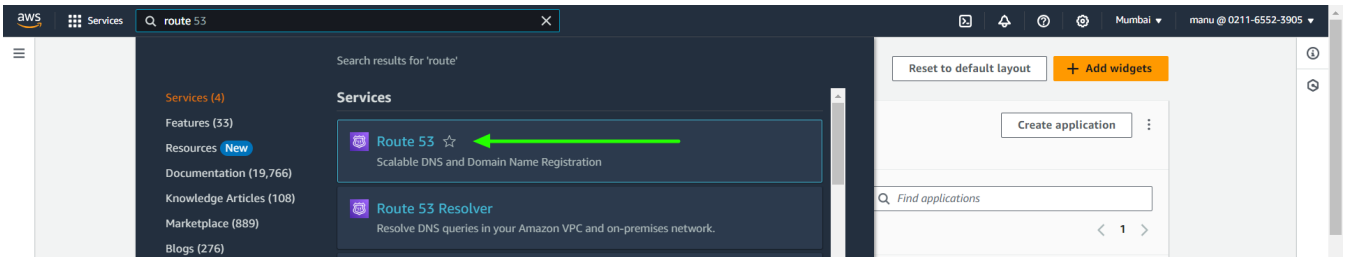 aws
Services
route 53
Mumbai
manu @ 0211-6552-3905
Search results for 'route'
Services (4)
Features (33)
Resources New
Documentation (19,766)
Knowledge Articles (108)
Marketplace (889)
Blogs (276)
Services
Route 53
Scalable DNS and Domain Name Registration
Route 53 Resolver
Resolve DNS queries in your Amazon VPC and on-premises network.
Reset to default layout
+ Add widgets
Create application
Find applications
1